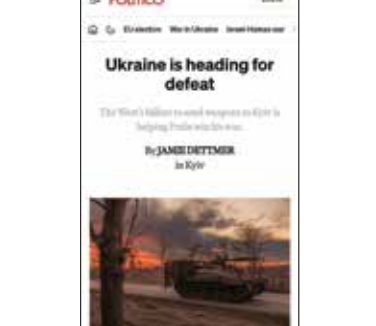 POLITICO
EU election War in Ukraine Israel-Hamas war
Ukraine is heading for
defeat
The West's failure to send weapons to Kyiv is
helping Putin win his war.
By JAMIE DETTMER
in Kyiv